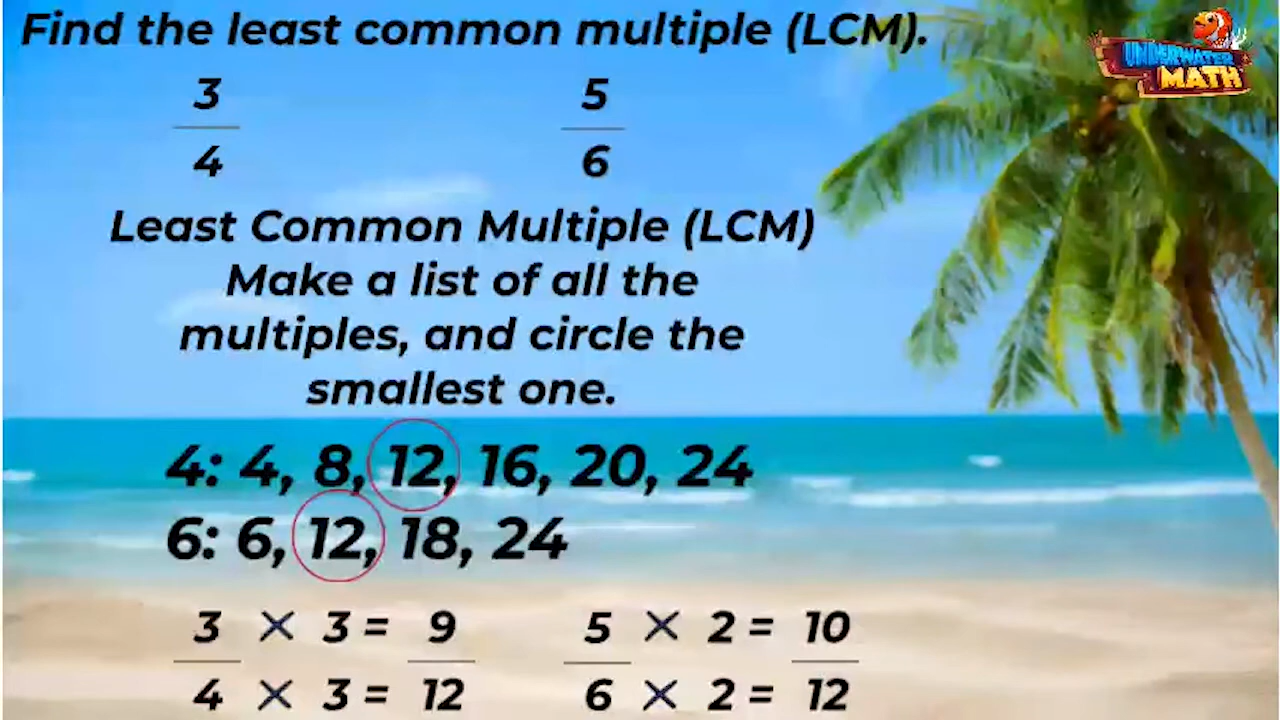 Find the least common multiple (LCM).
UNDERWATER
MATH
3 5
4 6
Least Common Multiple (LCM)
Make a list of all the
multiples, and circle the
smallest one.
4: 4, 8, 12, 16, 20, 24
6: 6, 12, 18, 24
3 × 3 = 9 5 × 2 = 10
4 × 3 = 12 6 × 2 = 12